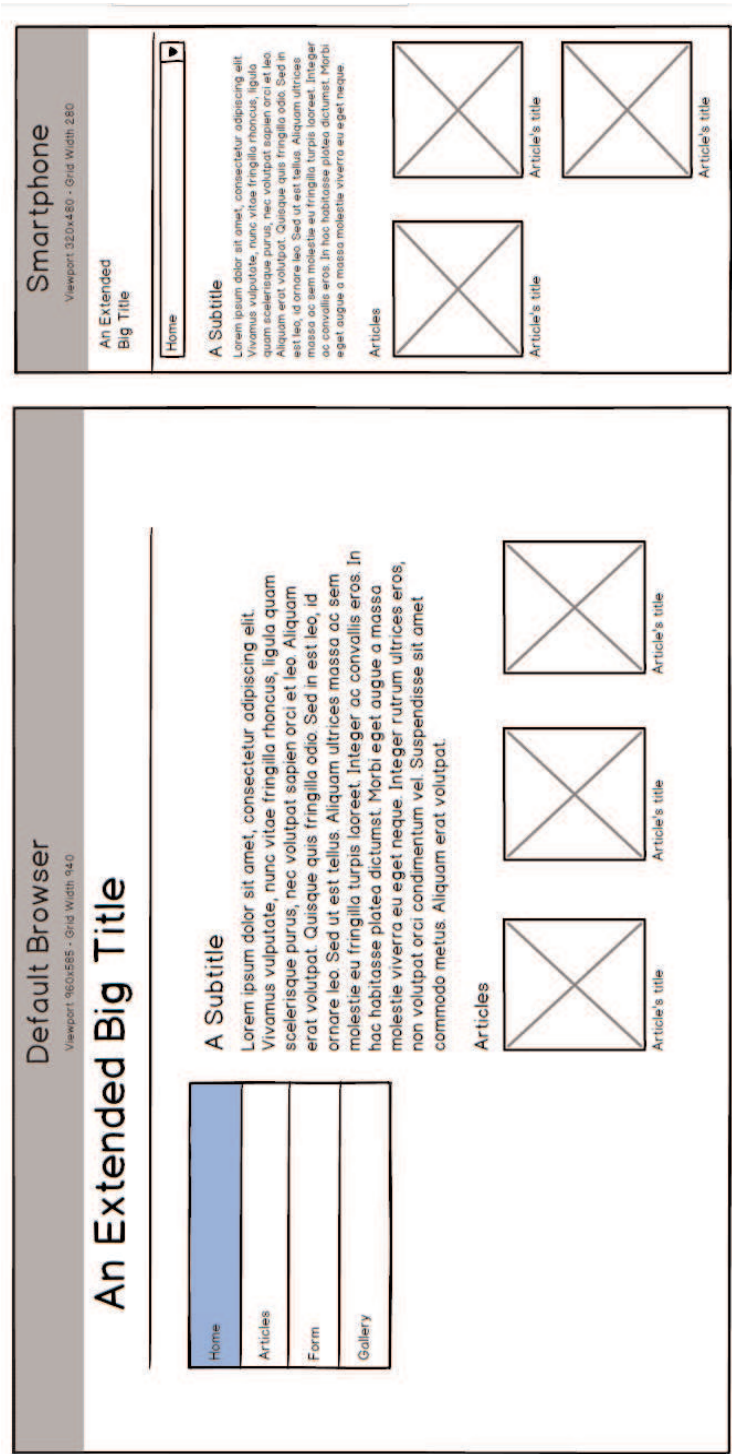 Default Browser
Viewport 960x585 - Grid Width 940
An Extended Big Title
Home
Articles
Form
Gallery
A Subtitle
Lorem ipsum dolor sit amet, consectetur adipiscing elit.
Vivamus vulputate, nunc vitae fringilla rhoncus, ligula quam
scelerisque purus, nec volutpat sapien orci et leo. Aliquam
erat volutpat. Quisque quis fringilla odio. Sed in est leo, id
ornare leo. Sed ut est tellus. Aliquam ultrices massa ac sem
molestie eu fringilla turpis laoreet. Integer ac convallis eros. In
hac habitasse platea dictumst. Morbi eget augue a massa
molestie viverra eu eget neque. Integer rutrum ultrices eros,
non volutpat orci condimentum vel. Suspendisse sit amet
commodo metus. Aliquam erat volutpat.
Articles
Article's title
Article's title
Article's title
Smartphone
Viewport 320x480 - Grid Width 280
An Extended
Big Title
Home
A Subtitle
Lorem ipsum dolor sit amet, consectetur adipiscing elit.
Vivamus vulputate, nunc vitae fringilla rhoncus, ligula
quam scelerisque purus, nec volutpat sapien orci et leo.
Aliquam erat volutpat. Quisque quis fringilla odio. Sed in
est leo, id ornare leo. Sed ut est tellus. Aliquam ultrices
massa ac sem molestie eu fringilla turpis laoreet. Integer
ac convallis eros. In hac habitasse platea dictumst. Morbi
eget augue a massa molestie viverra eu eget neque.
Articles
Article's title
Article's title
Article's title